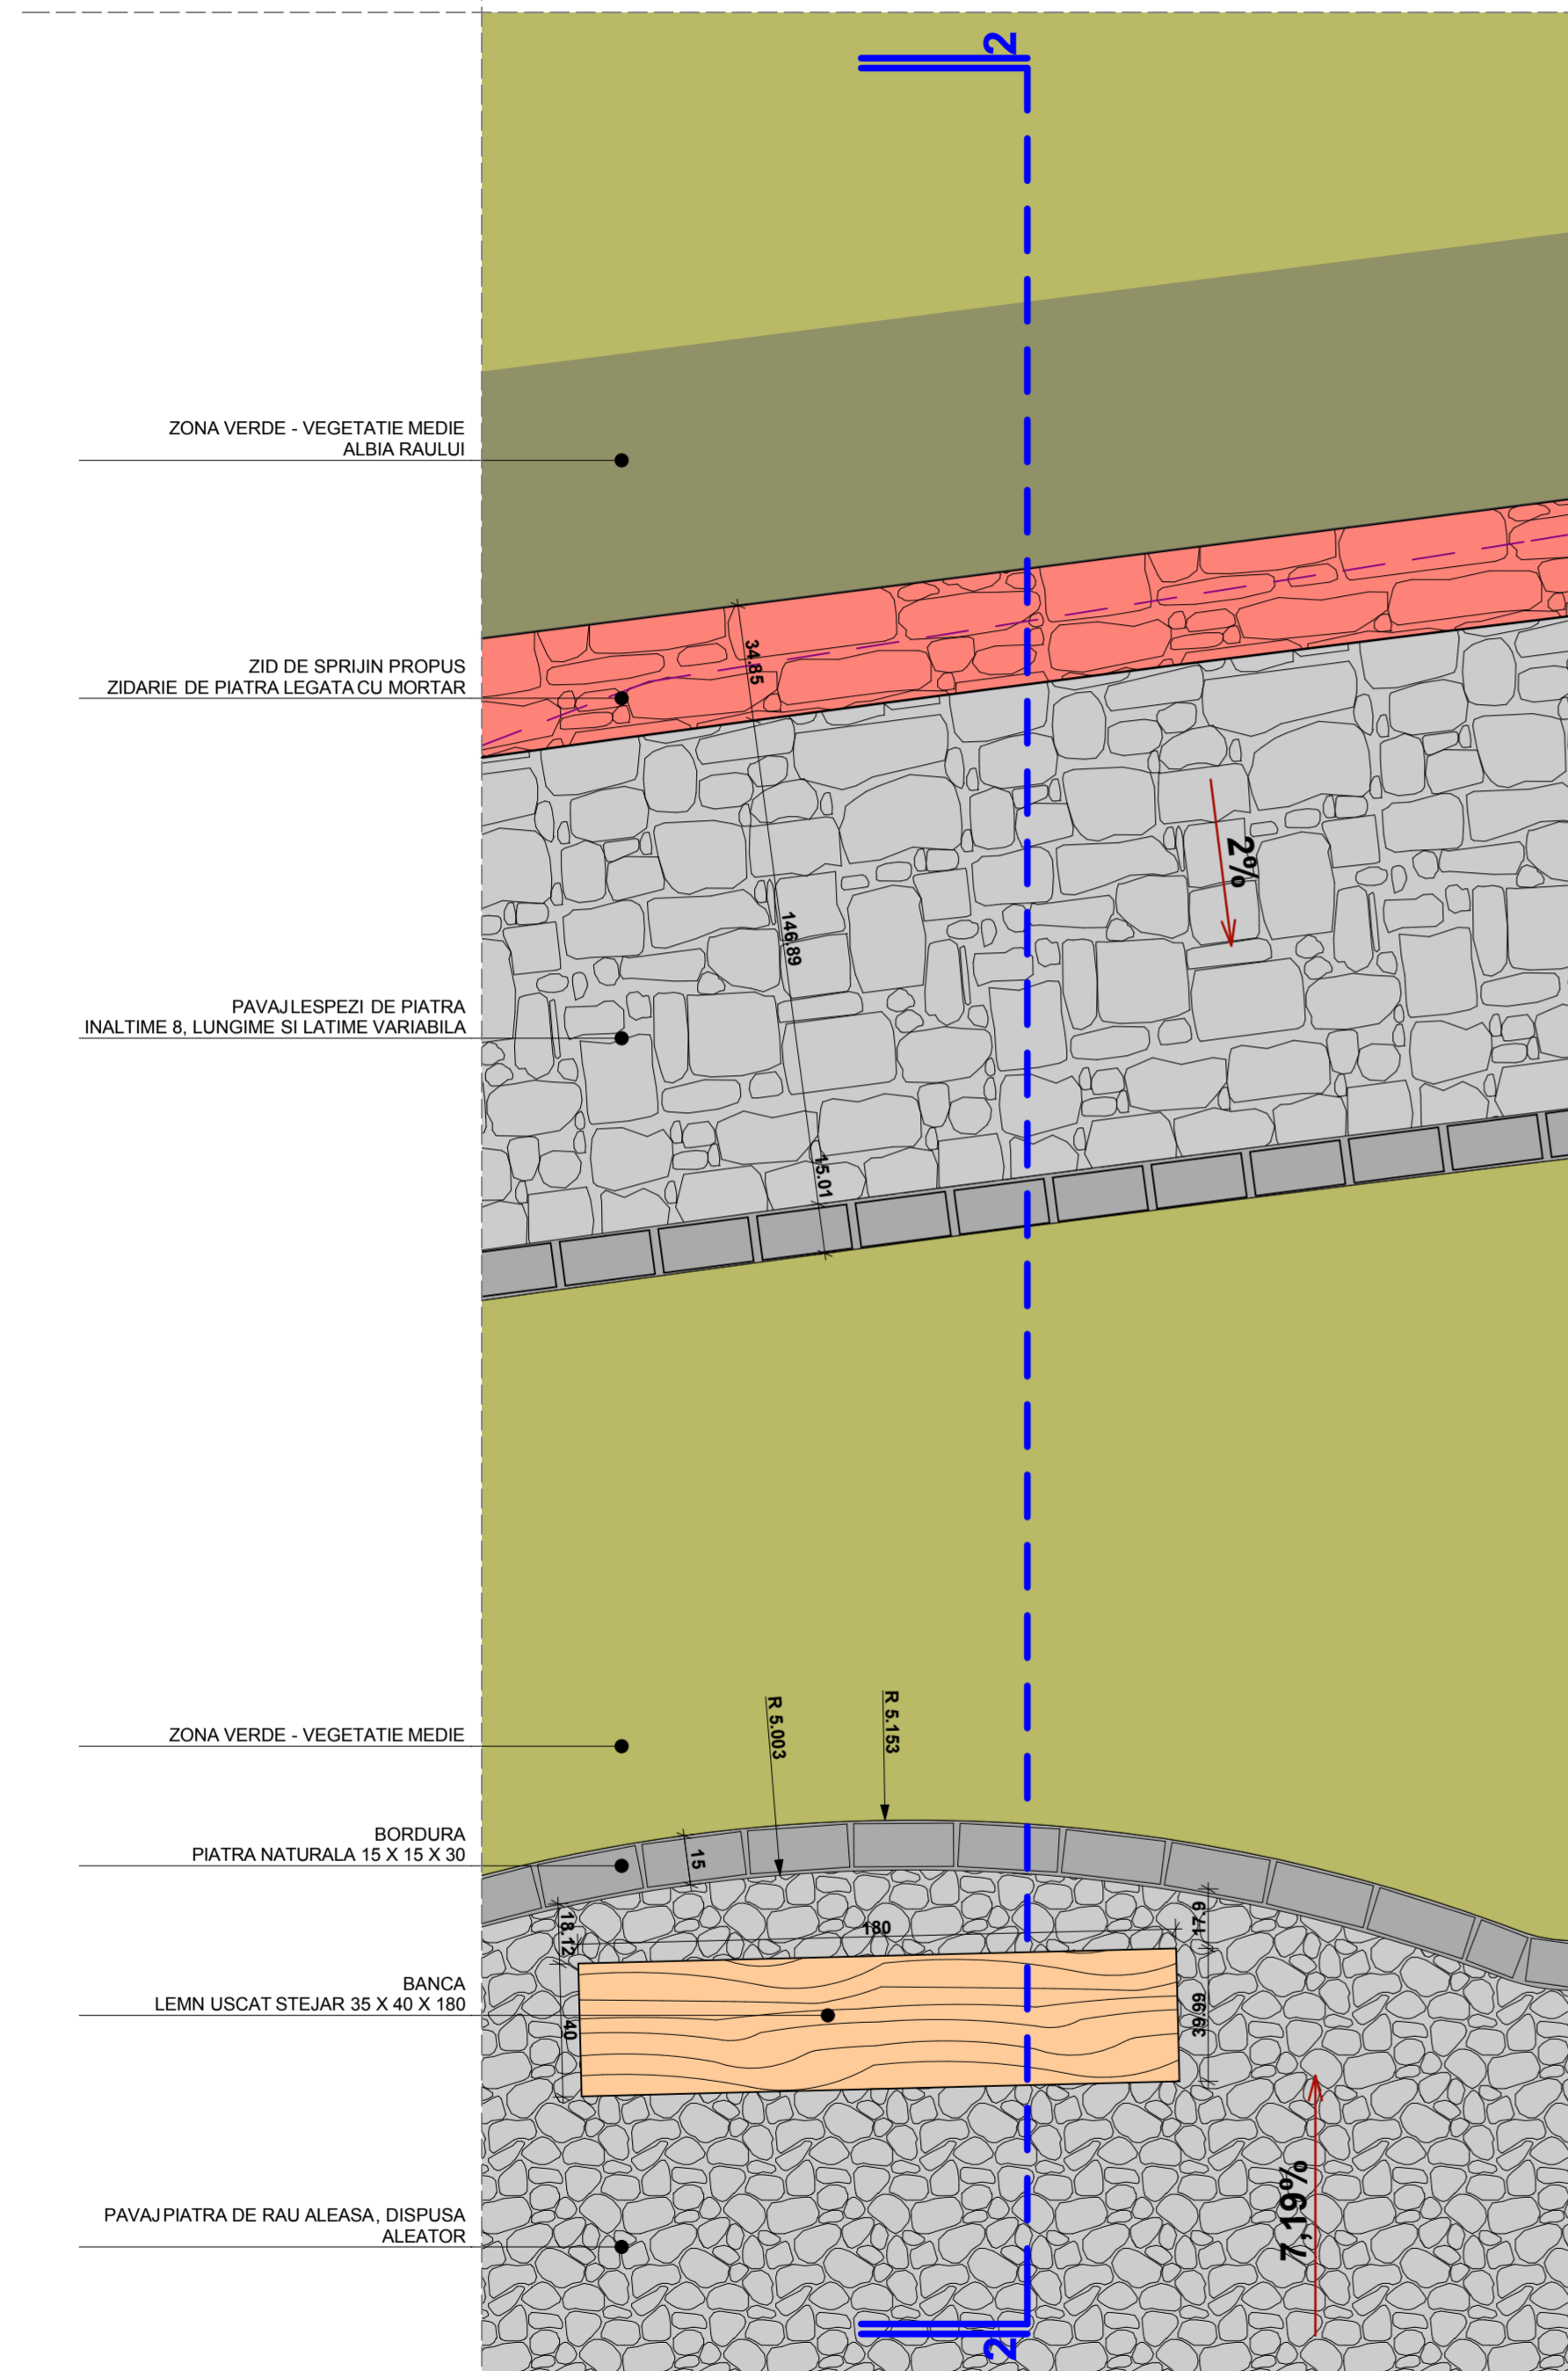 2
ZONA VERDE - VEGETATIE MEDIE
ALBIA RAULUI
34.85
ZID DE SPRIJIN PROPUS
ZIDARIE DE PIATRA LEGATA CU MORTAR
2%
146.89
PAVAJ LESPEZI DE PIATRA
INALTIME 8, LUNGIME SI LATIME VARIABILA
15.01
R 5.003
R 5.153
ZONA VERDE - VEGETATIE MEDIE
BORDURA
PIATRA NATURALA 15 X 15 X 30
15
18.12
180
17.9
BANCA
LEMN USCAT STEJAR 35 X 40 X 180
40
39.99
7.19%
PAVAJ PIATRA DE RAU ALEASA, DISPUSA
ALEATOR
2